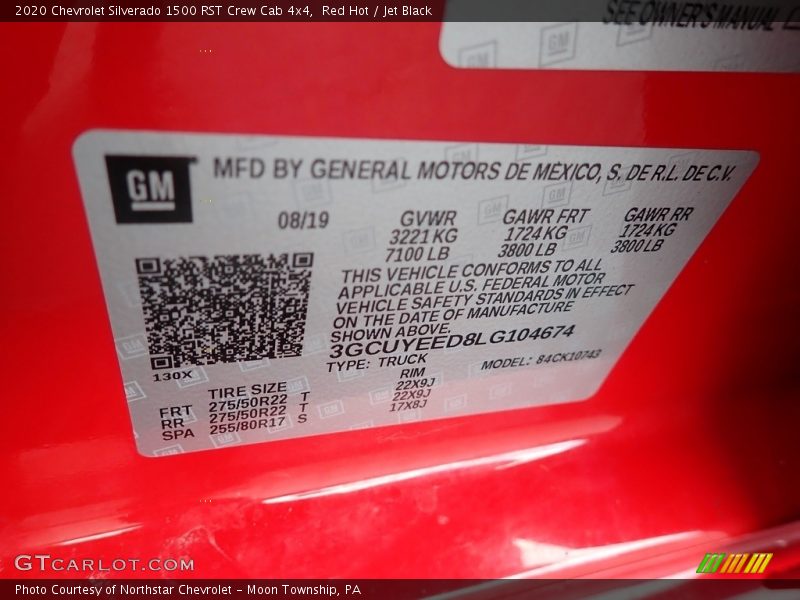 2020 Chevrolet Silverado 1500 RST Crew Cab 4x4,  Red Hot / Jet Black
SEE OWNER'S MANUAL
GM
MFD BY GENERAL MOTORS DE MEXICO, S. DE R.L. DE C.V.
08/19 GVWR GAWR FRT GAWR RR
3221 KG 1724 KG 1724 KG
7100 LB 3800 LB 3800 LB
THIS VEHICLE CONFORMS TO ALL
APPLICABLE U.S. FEDERAL MOTOR
VEHICLE SAFETY STANDARDS IN EFFECT
ON THE DATE OF MANUFACTURE
SHOWN ABOVE.
3GCUYEED8LG104674
TYPE: TRUCK MODEL: 84CK10743
130X
TIRE SIZE RIM
FRT 275/50R22 T 22X9J
RR 275/50R22 T 22X9J
SPA 255/80R17 S 17X8J
GTCARLOT.COM
Photo Courtesy of Northstar Chevrolet - Moon Township, PA